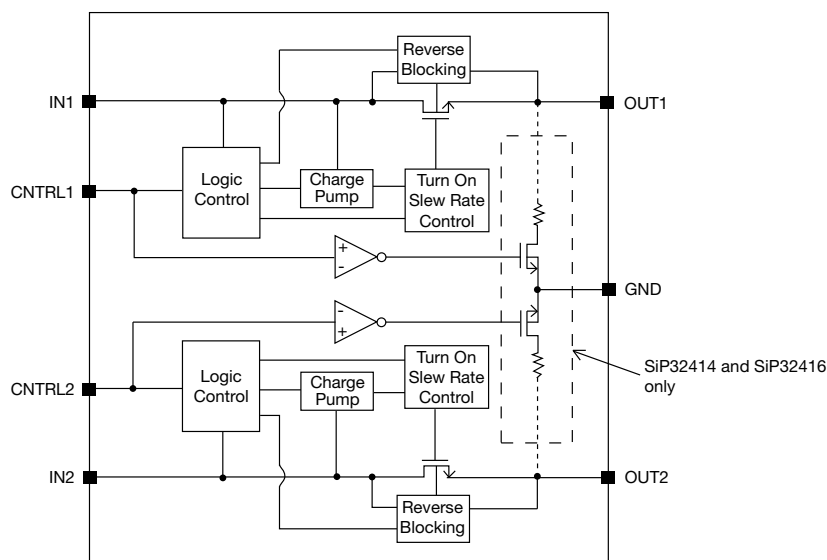 Reverse
Blocking
IN1
OUT1
CNTRL1
Logic
Control
Charge
Pump
Turn On
Slew Rate
Control
+
-
GND
-
+
SiP32414 and SiP32416
only
CNTRL2
Logic
Control
Charge
Pump
Turn On
Slew Rate
Control
IN2
OUT2
Reverse
Blocking